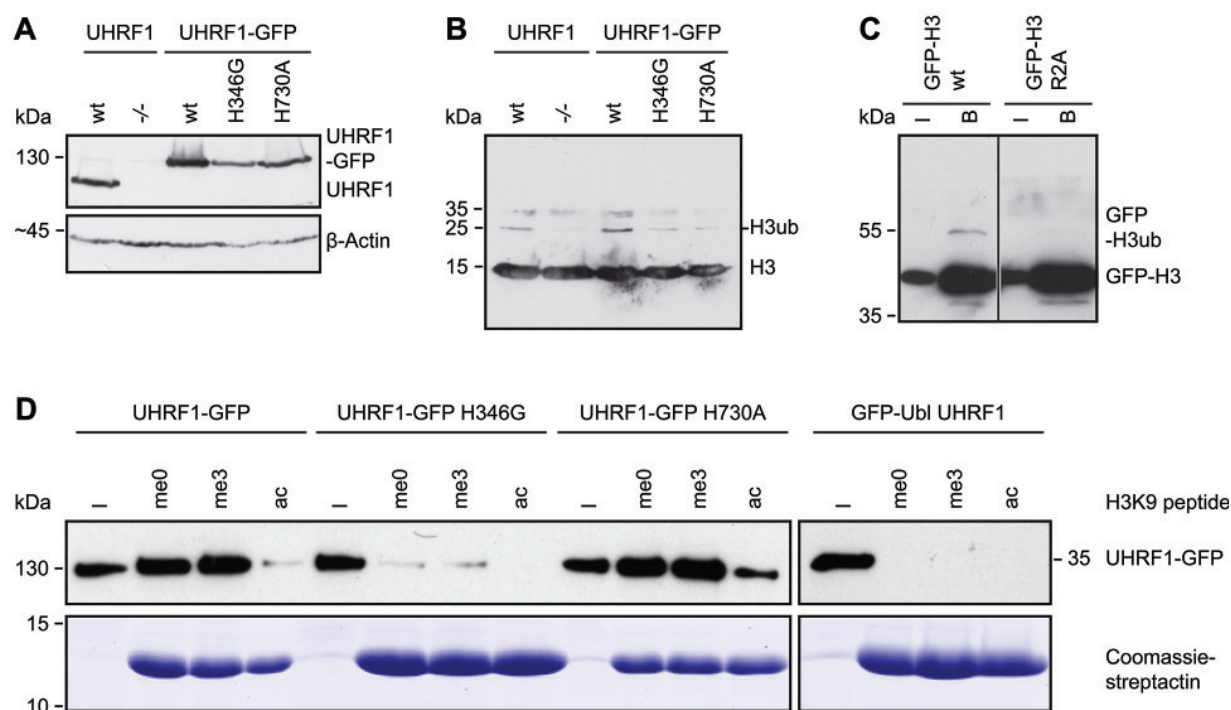 A
UHRF1 UHRF1-GFP
wt -/- wt H346G H730A
kDa
130
UHRF1
-GFP
UHRF1
~45
β-Actin
B
UHRF1 UHRF1-GFP
wt -/- wt H346G H730A
kDa
35
25
15
H3ub
H3
C
GFP-H3
wt
GFP-H3
R2A
kDa – B – B
55
35
GFP
-H3ub
GFP-H3
D
UHRF1-GFP UHRF1-GFP H346G UHRF1-GFP H730A GFP-Ubl UHRF1
kDa – me0 me3 ac – me0 me3 ac – me0 me3 ac – me0 me3 ac H3K9 peptide
130 35 UHRF1-GFP
15
10
Coomassie-
streptactin